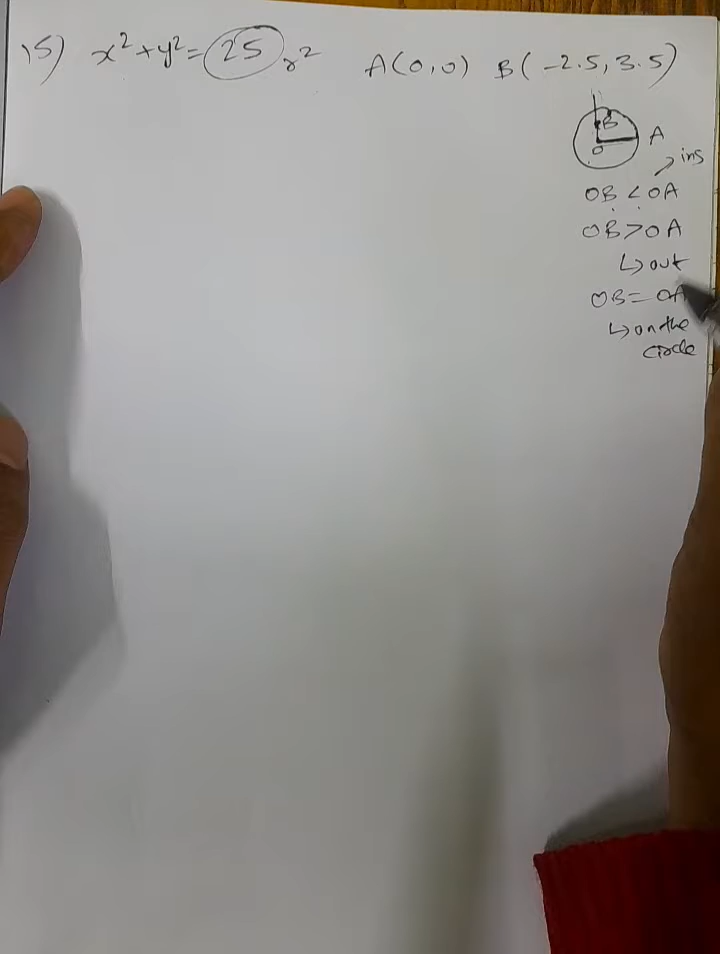 15) x²+y²=25 r² A(0,0) B(-2.5,3.5)
B
A
O
ins
OB<OA
OB>OA
↳out
OB=OA
↳on the
circle